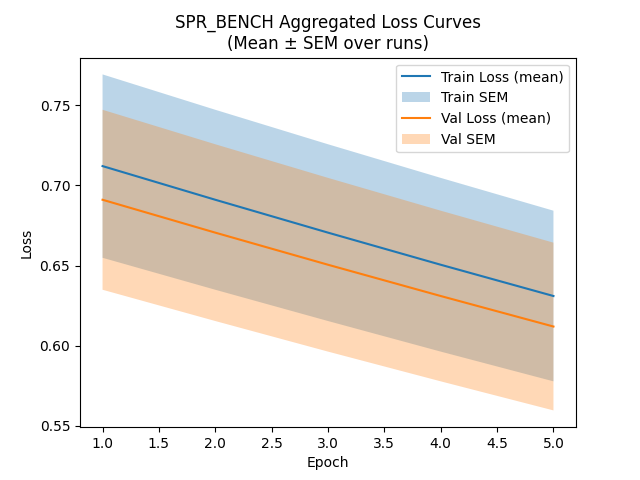 SPR_BENCH Aggregated Loss Curves
(Mean ± SEM over runs)
Train Loss (mean)
Train SEM
Val Loss (mean)
Val SEM
Loss
0.75
0.70
0.65
0.60
0.55
1.0 1.5 2.0 2.5 3.0 3.5 4.0 4.5 5.0
Epoch